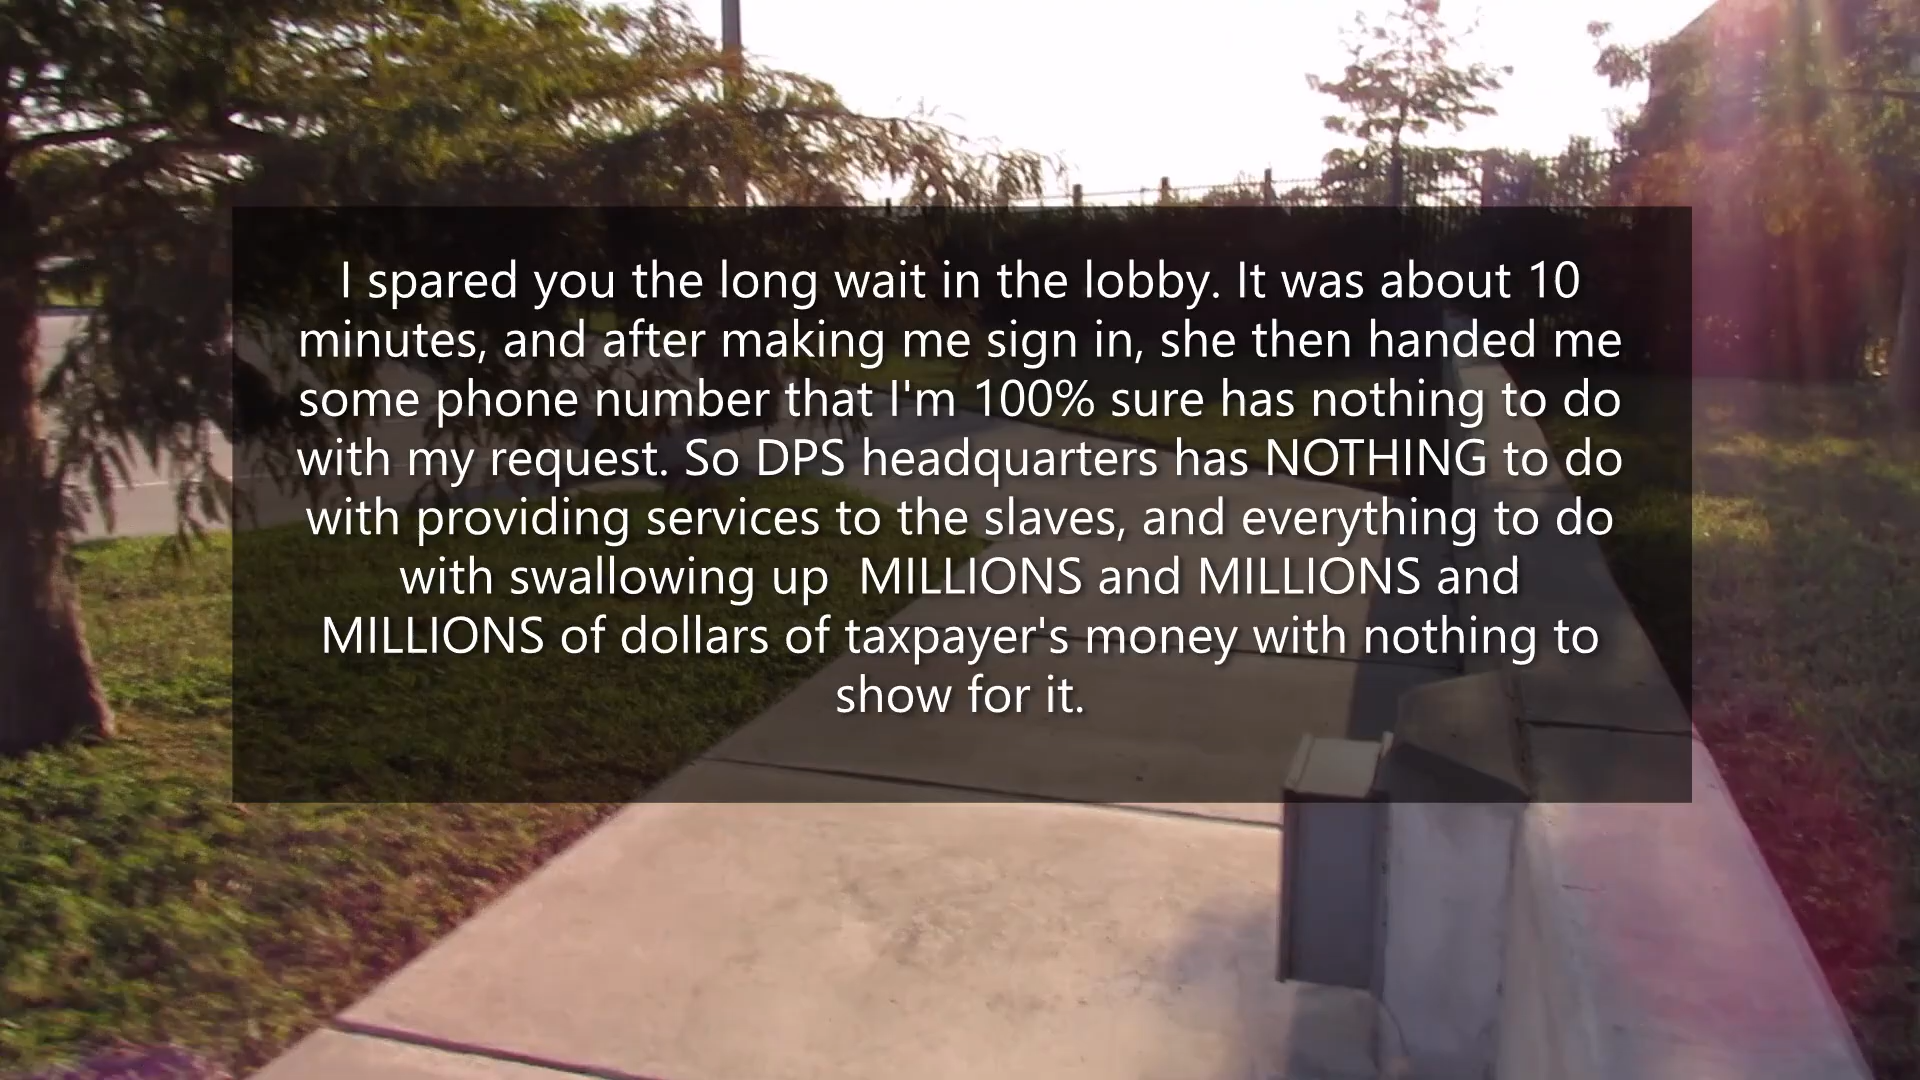 I spared you the long wait in the lobby. It was about 10
minutes, and after making me sign in, she then handed me
some phone number that I'm 100% sure has nothing to do
with my request. So DPS headquarters has NOTHING to do
with providing services to the slaves, and everything to do
with swallowing up  MILLIONS and MILLIONS and
MILLIONS of dollars of taxpayer's money with nothing to
show for it.